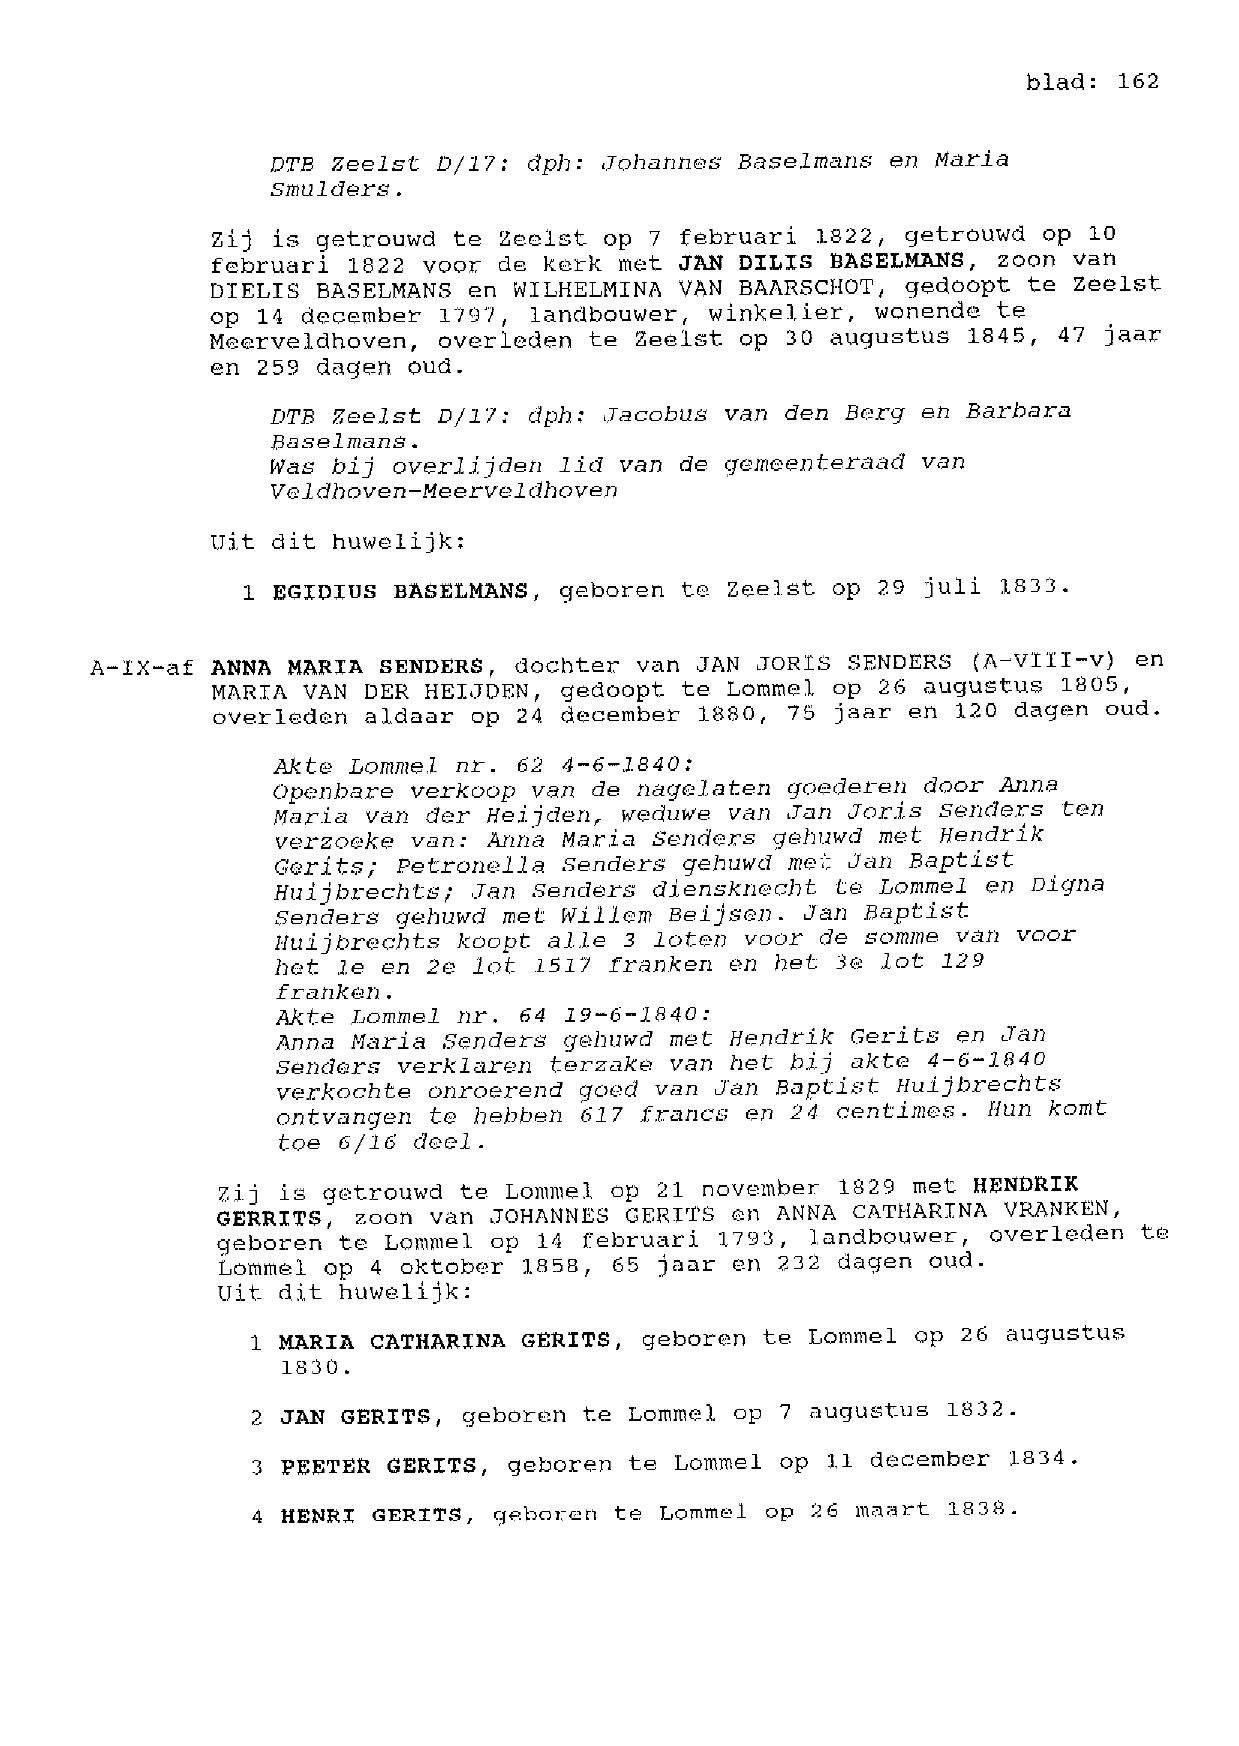 blad: 162
DTB Zeelst D/17: dph: Johannes Baselmans en Maria
Smulders.
Zij is getrouwd te Zeelst op 7 februari 1822, getrouwd op 10
februari 1822 voor de kerk met JAN DILIS BASELMANS, zoon van
DIELIS BASELMANS en WILHELMINA VAN BAARSCHOT, gedoopt te Zeelst
op 14 december 1797, landbouwer, winkelier, wonende te
Meerveldhoven, overleden te Zeelst op 30 augustus 1845, 47 jaar
en 259 dagen oud.
DTB Zeelst D/17: dph: Jacobus van den Berg en Barbara
Baselmans.
Was bij overlijden lid van de gemeenteraad van
Veldhoven-Meerveldhoven
Uit dit huwelijk:
1 EGIDIUS BASELMANS, geboren te Zeelst op 29 juli 1833.
A-IX-af ANNA MARIA SENDERS, dochter van JAN JORIS SENDERS (A-VIII-v) en
MARIA VAN DER HEIJDEN, gedoopt te Lommel op 26 augustus 1805,
overleden aldaar op 24 december 1880, 75 jaar en 120 dagen oud.
Akte Lommel nr. 62 4-6-1840:
Openbare verkoop van de nagelaten goederen door Anna
Maria van der Heijden, weduwe van Jan Joris Senders ten
verzoeke van: Anna Maria Senders gehuwd met Hendrik
Gerits; Petronella Senders gehuwd met Jan Baptist
Huijbrechts; Jan Senders diensknecht te Lommel en Digna
Senders gehuwd met Willem Beijsen. Jan Baptist
Huijbrechts koopt alle 3 loten voor de somme van voor
het 1e en 2e lot 1517 franken en het 3e lot 129
franken.
Akte Lommel nr. 64 19-6-1840:
Anna Maria Senders gehuwd met Hendrik Gerits en Jan
Senders verklaren terzake van het bij akte 4-6-1840
verkochte onroerend goed van Jan Baptist Huijbrechts
ontvangen te hebben 617 francs en 24 centimes. Hun komt
toe 6/16 deel.
Zij is getrouwd te Lommel op 21 november 1829 met HENDRIK
GERRITS, zoon van JOHANNES GERITS en ANNA CATHARINA VRANKEN,
geboren te Lommel op 14 februari 1793, landbouwer, overleden te
Lommel op 4 oktober 1858, 65 jaar en 232 dagen oud.
Uit dit huwelijk:
1 MARIA CATHARINA GERITS, geboren te Lommel op 26 augustus
1830.
2 JAN GERITS, geboren te Lommel op 7 augustus 1832.
3 PEETER GERITS, geboren te Lommel op 11 december 1834.
4 HENRI GERITS, geboren te Lommel op 26 maart 1838.